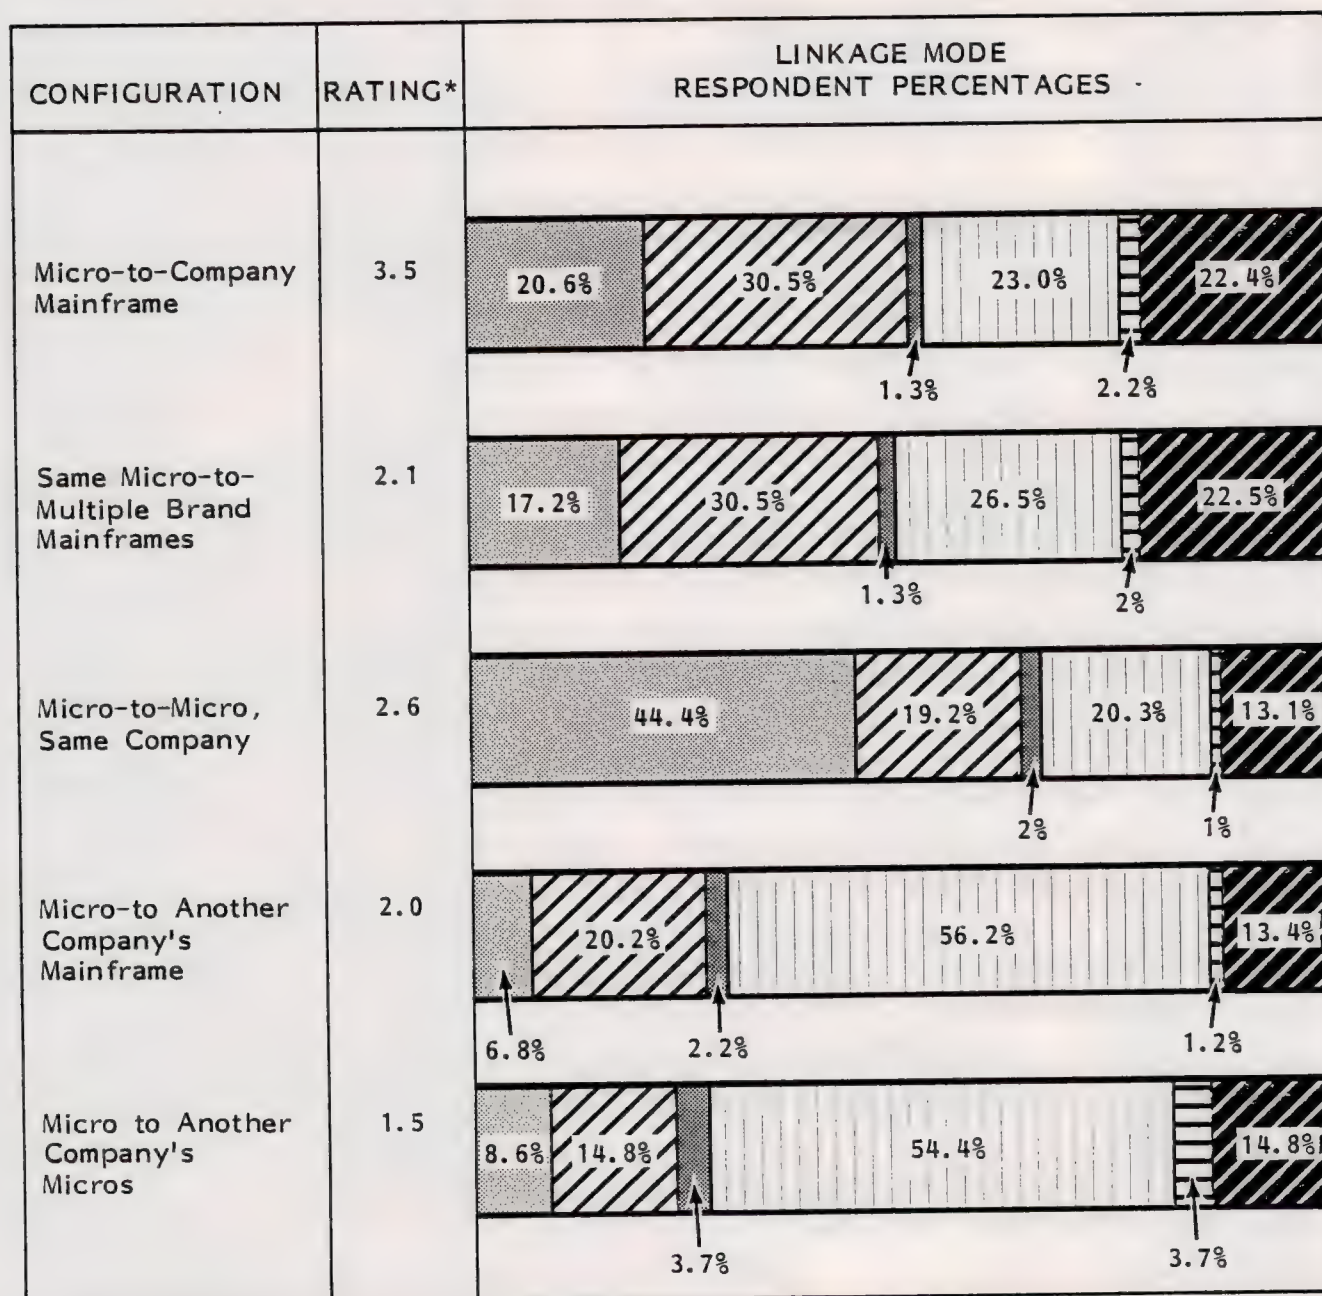 CONFIGURATION
RATING*
LINKAGE MODE
RESPONDENT PERCENTAGES
Micro-to-Company
Mainframe
3.5
20.6%
30.5%
23.0%
22.4%
1.3%
2.2%
Same Micro-to-
Multiple Brand
Mainframes
2.1
17.2%
30.5%
26.5%
22.5%
1.3%
2%
Micro-to-Micro,
Same Company
2.6
44.4%
19.2%
20.3%
13.1%
2%
1%
Micro-to Another
Company's
Mainframe
2.0
20.2%
56.2%
13.4%
6.8%
2.2%
1.2%
Micro to Another
Company's
Micros
1.5
8.6%
14.8%
54.4%
14.8%
3.7%
3.7%